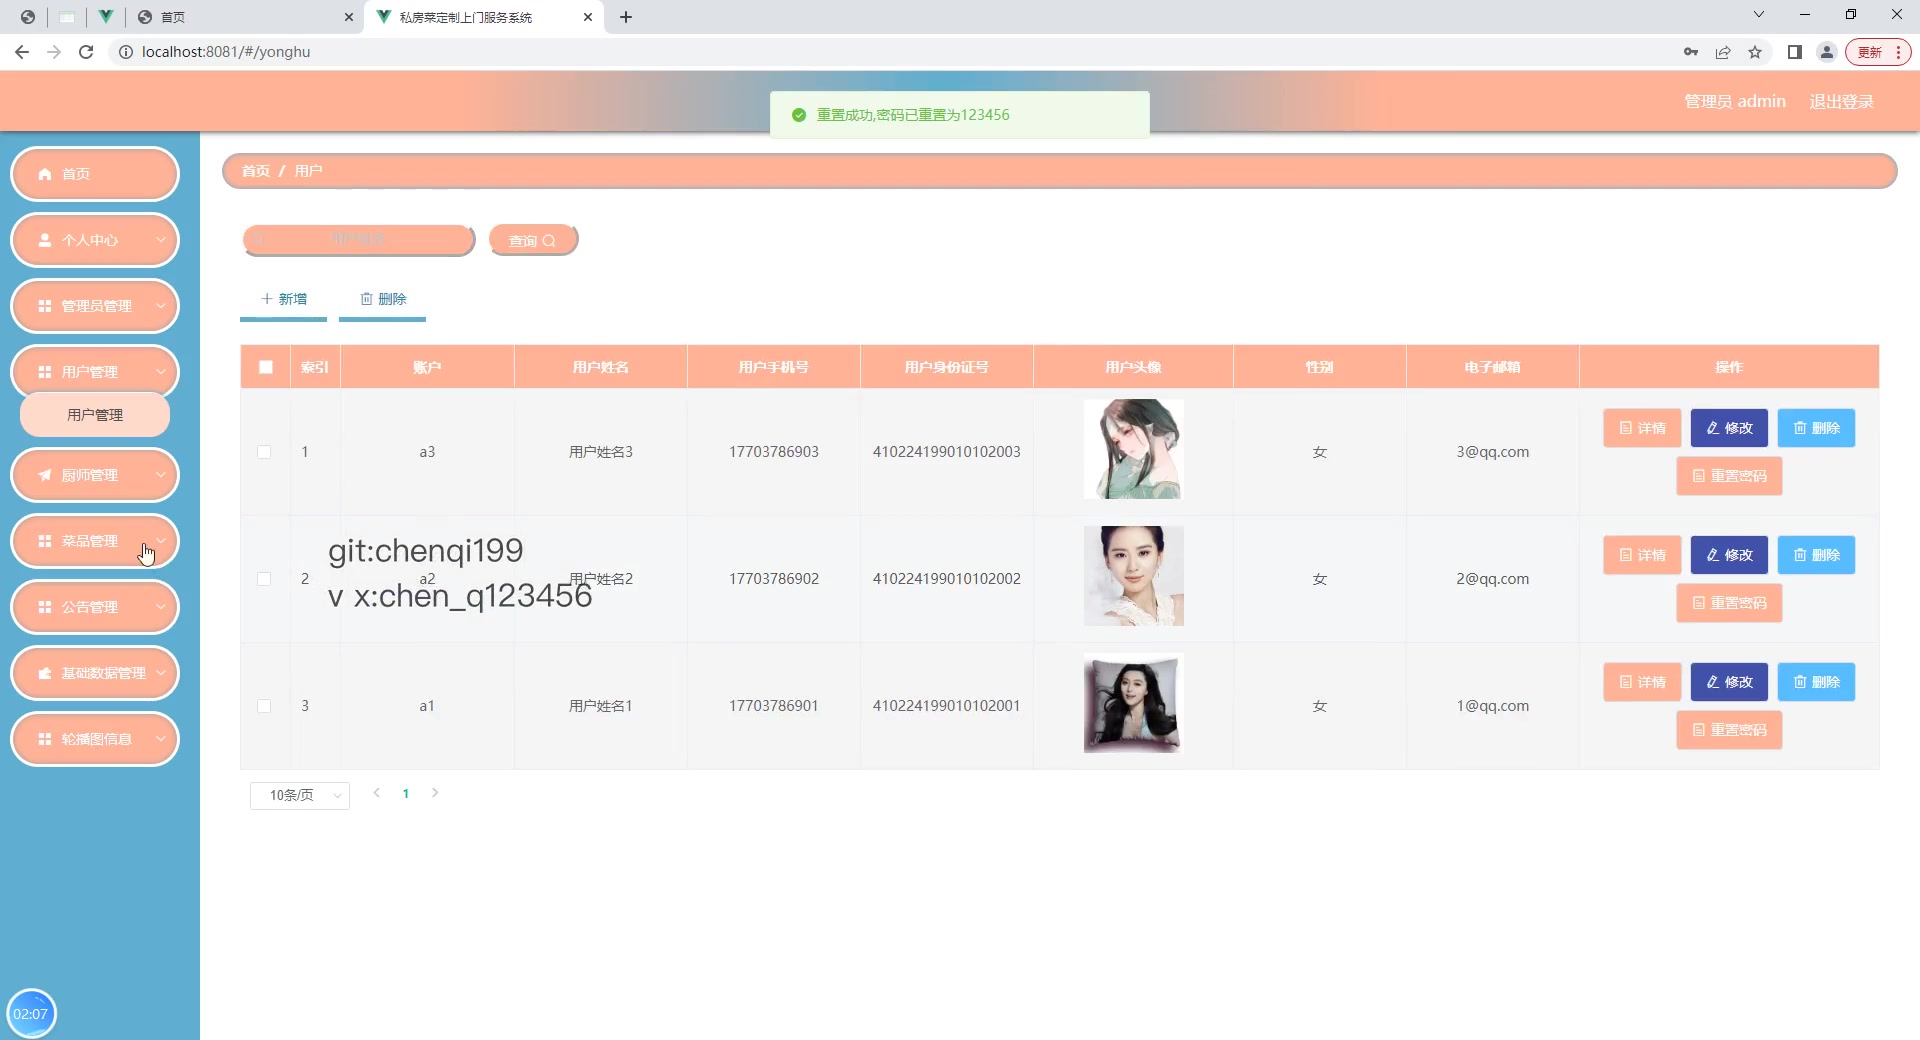 首页
私房菜定制上门服务系统
localhost:8081/#/yonghu
更新
重置成功,密码已重置为123456
管理员 admin
退出登录
首页
个人中心
管理员管理
用户管理
用户管理
厨师管理
菜品管理
公告管理
基础数据管理
轮播图信息
02:07
首页 / 用户
用户姓名
查询
新增
删除
索引 账户 用户姓名 用户手机号 用户身份证号 用户头像 性别 电子邮箱 操作
1 a3 用户姓名3 17703786903 410224199010102003 女 3@qq.com 详情 修改 删除
重置密码
2 a2 用户姓名2 17703786902 410224199010102002 女 2@qq.com 详情 修改 删除
重置密码
3 a1 用户姓名1 17703786901 410224199010102001 女 1@qq.com 详情 修改 删除
重置密码
git:chenqi199
v x:chen_q123456
10条/页 1